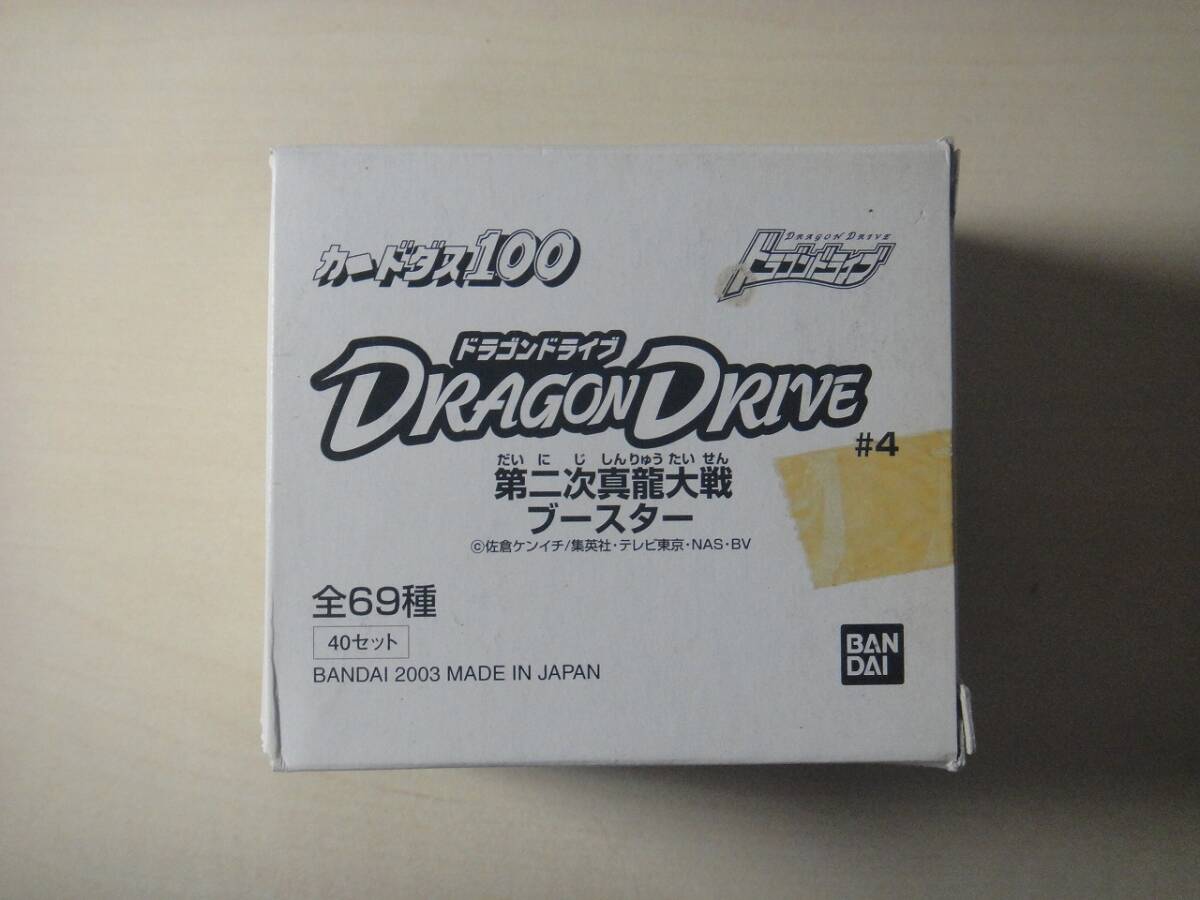 カードダス100
DRAGON DRIVE
ドラゴンドライブ
ドラゴンドライブ
DRAGON DRIVE
#4
だいにじしんりゅうたいせん
第二次真龍大戦
ブースター
©佐倉ケンイチ/集英社・テレビ東京・NAS・BV
全69種
40セット
BANDAI 2003 MADE IN JAPAN
BAN
DAI